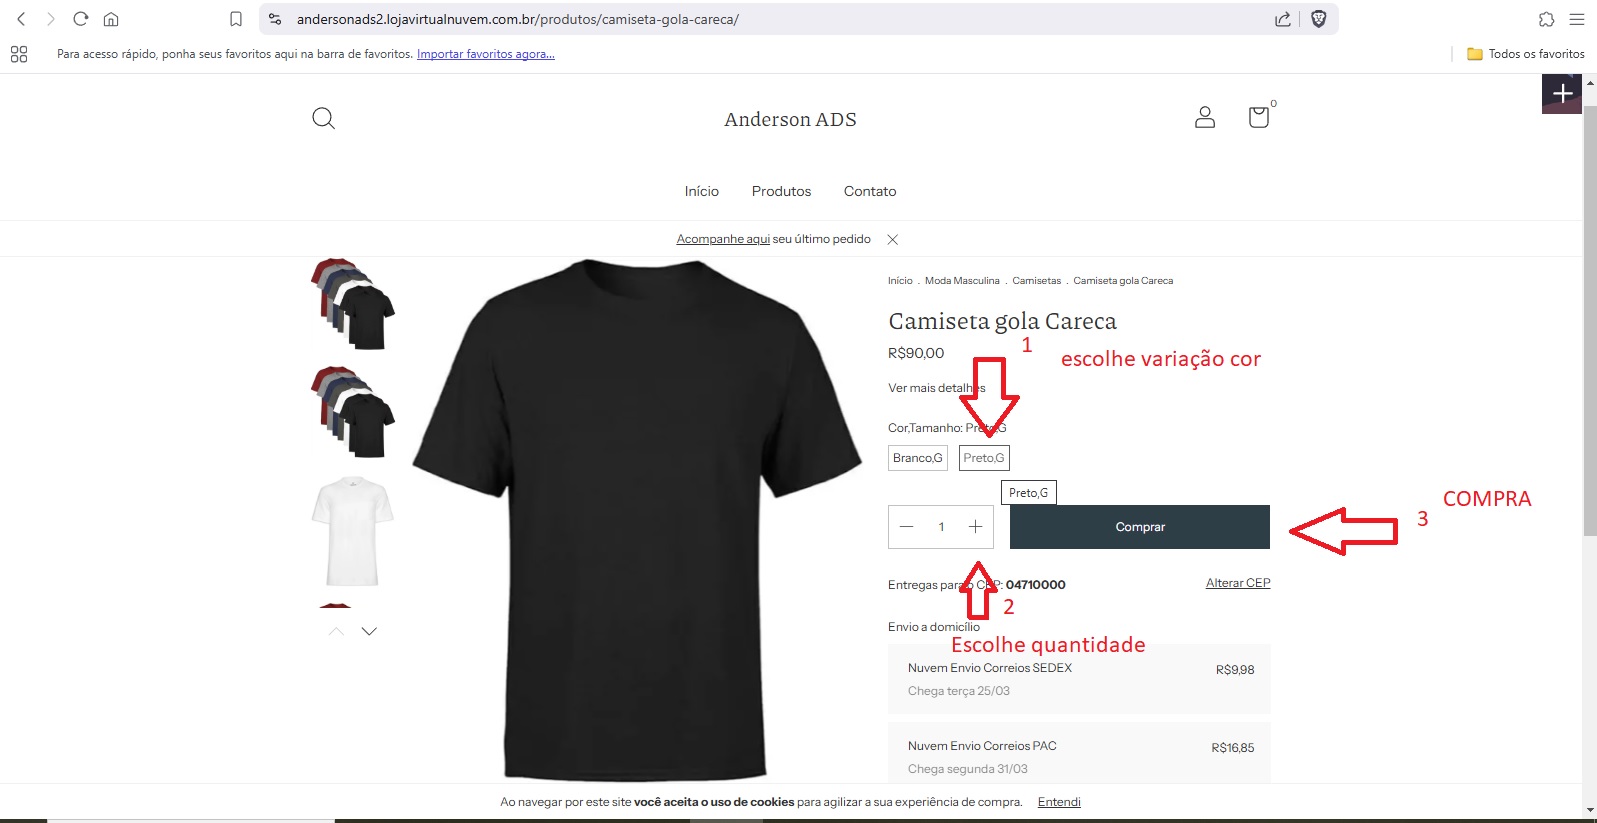 andersonads2.lojavirtualnuvem.com.br/produtos/camiseta-gola-careca/
Para acesso rápido, ponha seus favoritos aqui na barra de favoritos. Importar favoritos agora...
Todos os favoritos
Anderson ADS
0
Início Produtos Contato
Acompanhe aqui seu último pedido
Início . Moda Masculina . Camisetas . Camiseta gola Careca
Camiseta gola Careca
R$90,00
1
escolhe variação cor
Ver mais detalhes
Cor,Tamanho: Preto,G
Branco,G Preto,G
Preto,G
1
Comprar
3
COMPRA
Entregas para o CEP: 04710000
Alterar CEP
2
Envio a domicílio
Escolhe quantidade
Nuvem Envio Correios SEDEX R$9,98
Chega terça 25/03
Nuvem Envio Correios PAC R$16,85
Chega segunda 31/03
Ao navegar por este site você aceita o uso de cookies para agilizar a sua experiência de compra. Entendi